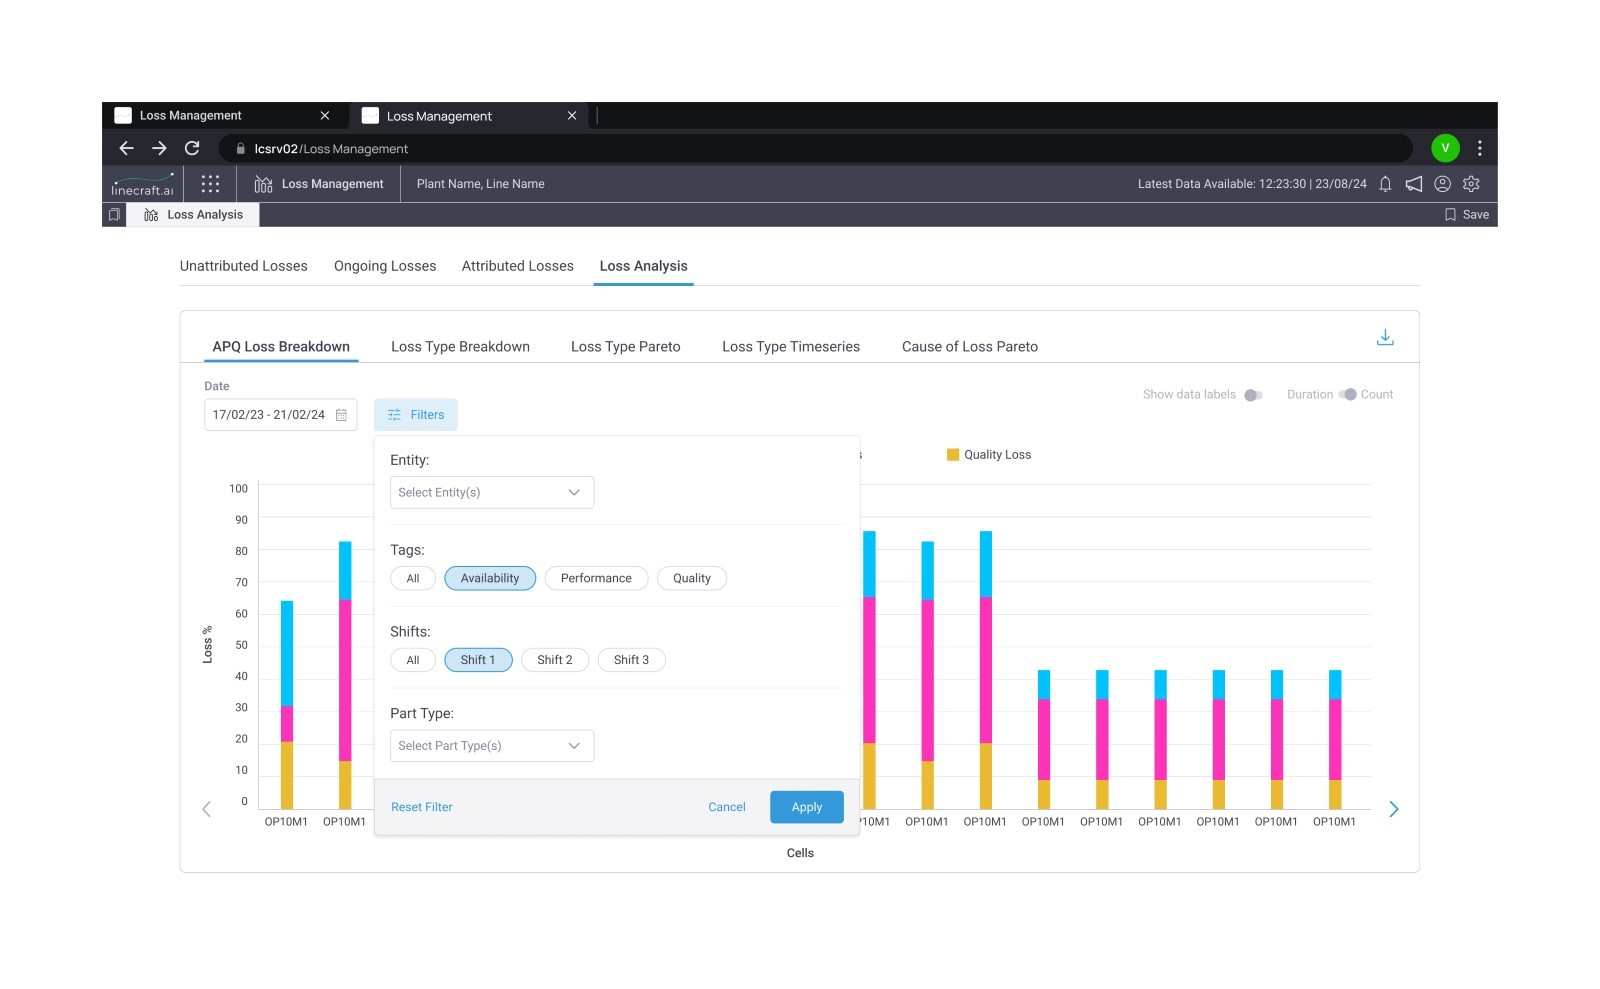 Loss Management
Loss Management
lcsrv02/Loss Management
V
linecraft.ai
Loss Management
Plant Name, Line Name
Latest Data Available: 12:23:30 | 23/08/24
Loss Analysis
Save
Unattributed Losses
Ongoing Losses
Attributed Losses
Loss Analysis
APQ Loss Breakdown
Loss Type Breakdown
Loss Type Pareto
Loss Type Timeseries
Cause of Loss Pareto
Date
17/02/23 - 21/02/24
Filters
Show data labels
Duration
Count
Entity:
Select Entity(s)
Tags:
All
Availability
Performance
Quality
Shifts:
All
Shift 1
Shift 2
Shift 3
Part Type:
Select Part Type(s)
Reset Filter
Cancel
Apply
Quality Loss
100
90
80
70
60
50
40
30
20
10
0
Loss %
OP10M1
OP10M1
10M1
OP10M1
OP10M1
OP10M1
OP10M1
OP10M1
OP10M1
OP10M1
OP10M1
Cells